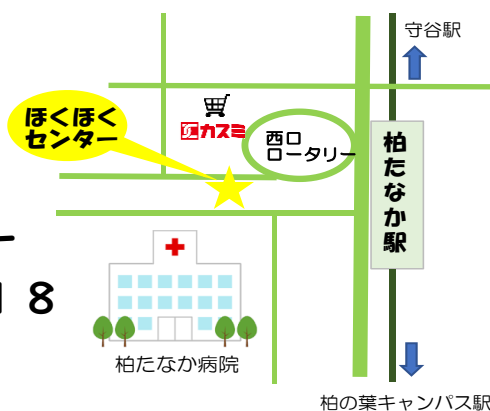 守谷駅
ほくほく
センター
カスミ
西口
ロータリー
柏たなか駅
ー
18
柏たなか病院
柏の葉キャンパス駅